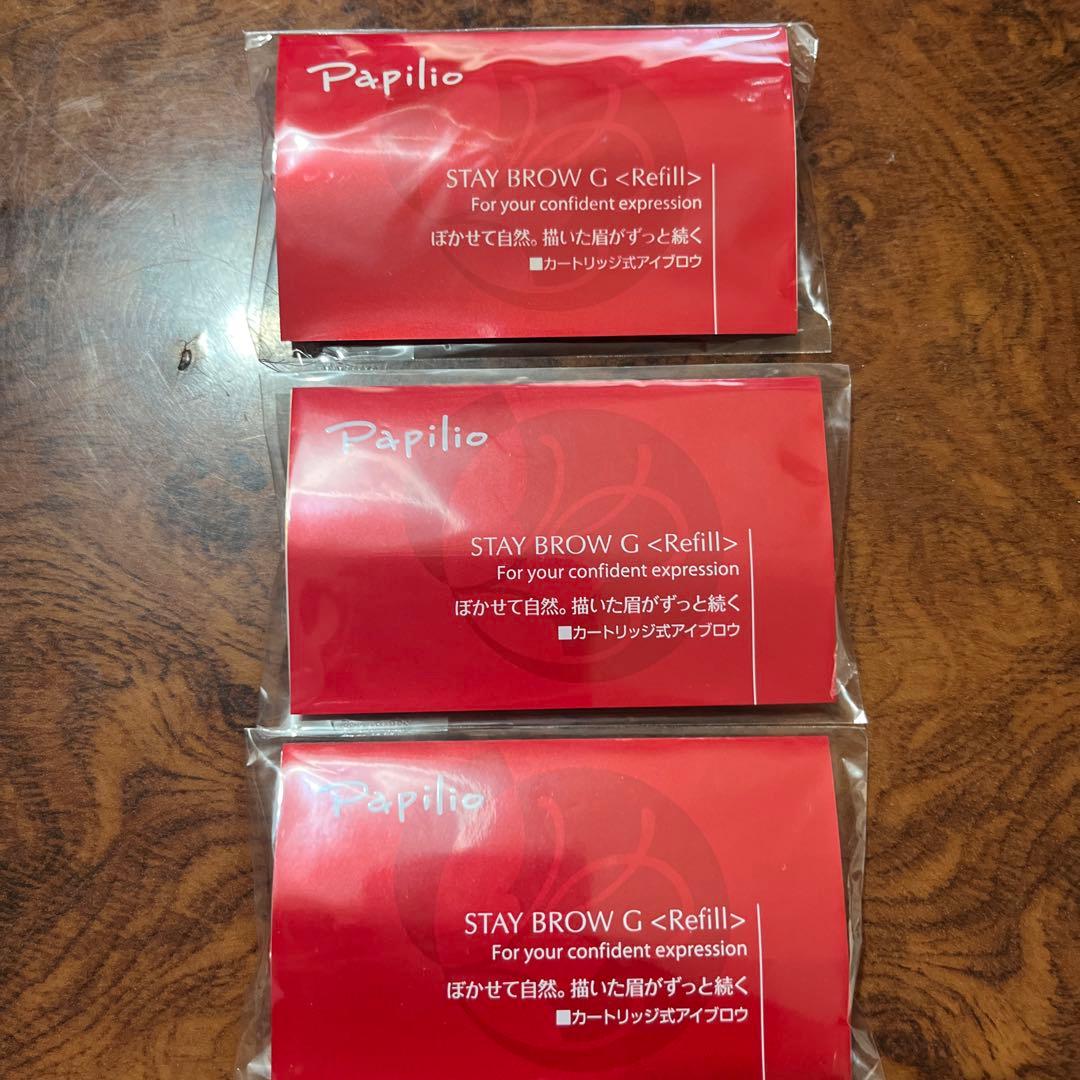 Papilio
STAY BROW G <Refill>
For your confident expression
ぼかせて自然。描いた眉がずっと続く
■カートリッジ式アイブロウ
Papilio
STAY BROW G <Refill>
For your confident expression
ぼかせて自然。描いた眉がずっと続く
■カートリッジ式アイブロウ
Papilio
STAY BROW G <Refill>
For your confident expression
ぼかせて自然。描いた眉がずっと続く
■カートリッジ式アイブロウ